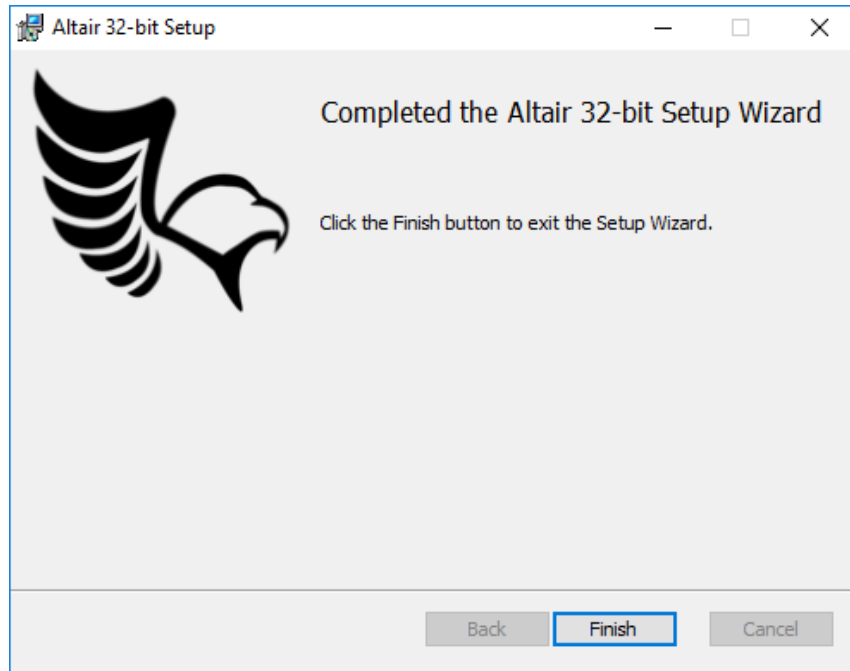 Altair 32-bit Setup
Completed the Altair 32-bit Setup Wizard
Click the Finish button to exit the Setup Wizard.
Back
Finish
Cancel